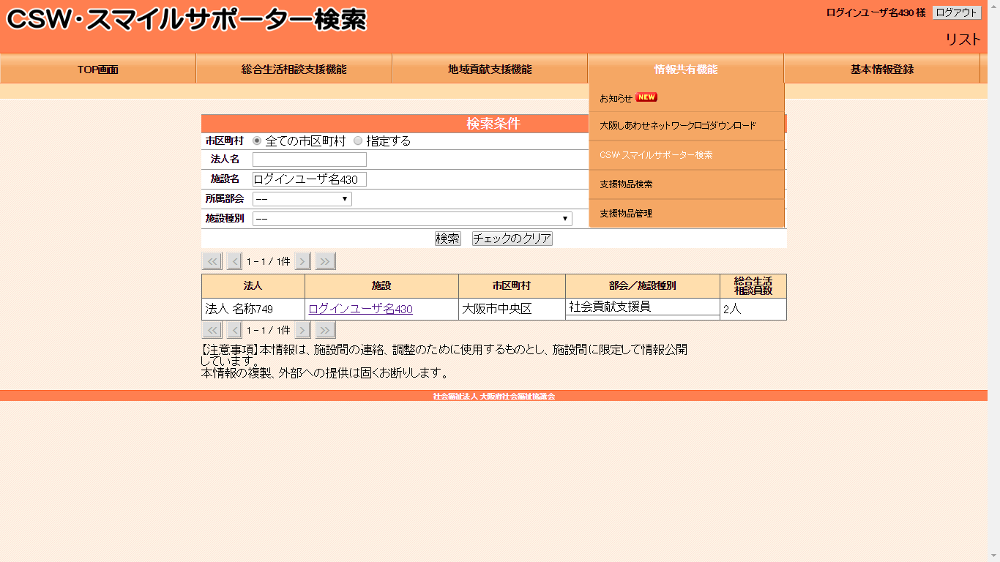 CSW・スマイルサポーター検索
ログインユーザ名430 様 ログアウト
リスト
TOP画面 総合生活相談支援機能 地域貢献支援機能 情報共有機能 基本情報登録
お知らせ NEW
大阪しあわせネットワークロゴダウンロード
CSW・スマイルサポーター検索
支援物品検索
支援物品管理
検索条件
市区町村 全ての市区町村 指定する
法人名
施設名 ログインユーザ名430
所属部会 --
施設種別 --
検索 チェックのクリア
<< < 1 - 1 / 1件 > >>
法人 施設 市区町村 部会／施設種別 総合生活
相談員数
法人 名称749 ログインユーザ名430 大阪市中央区 社会貢献支援員 2人
<< < 1 - 1 / 1件 > >>
【注意事項】本情報は、施設間の連絡、調整のために使用するものとし、施設間に限定して情報公開
しています。
本情報の複製、外部への提供は固くお断りします。
社会福祉法人 大阪府社会福祉協議会